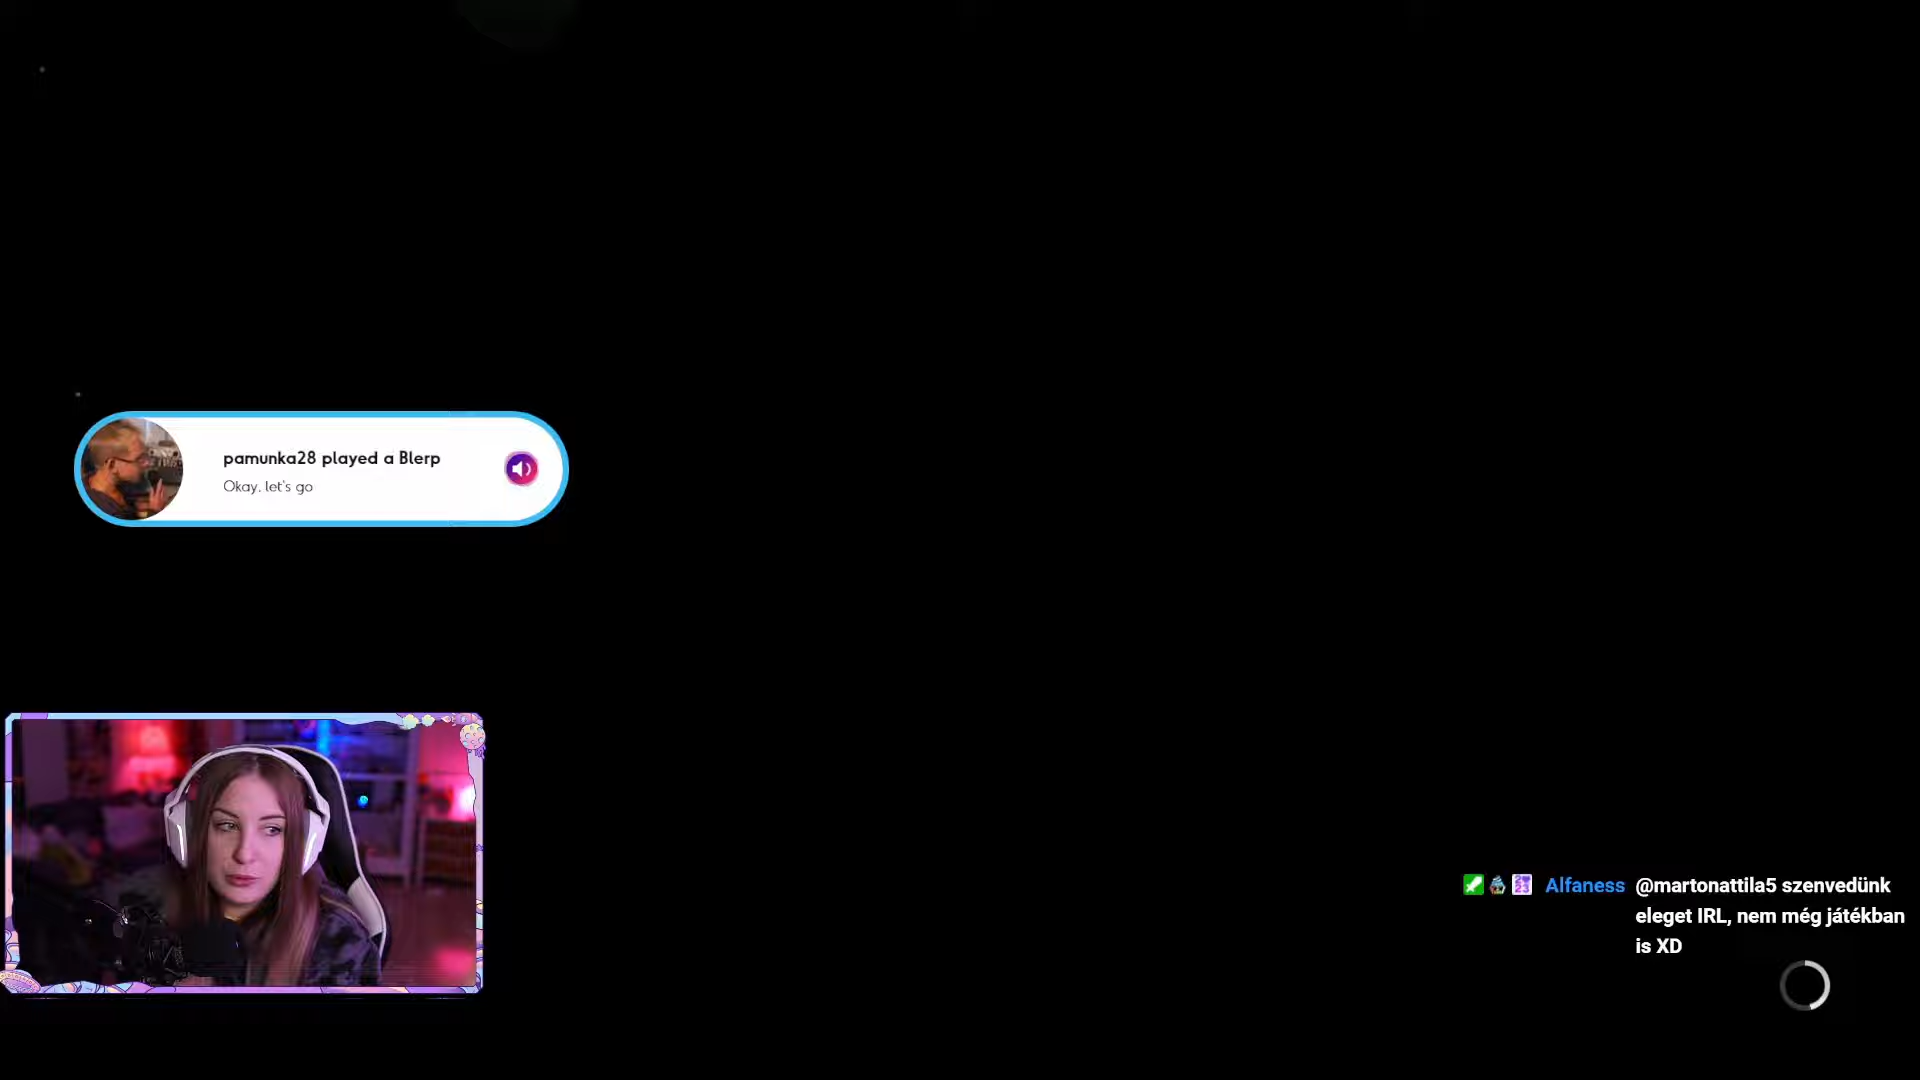 pamunka28 played a Blerp
Okay, let's go
Alfaness @martonattila5 szenvedünk
eleget IRL, nem még játékban
is XD